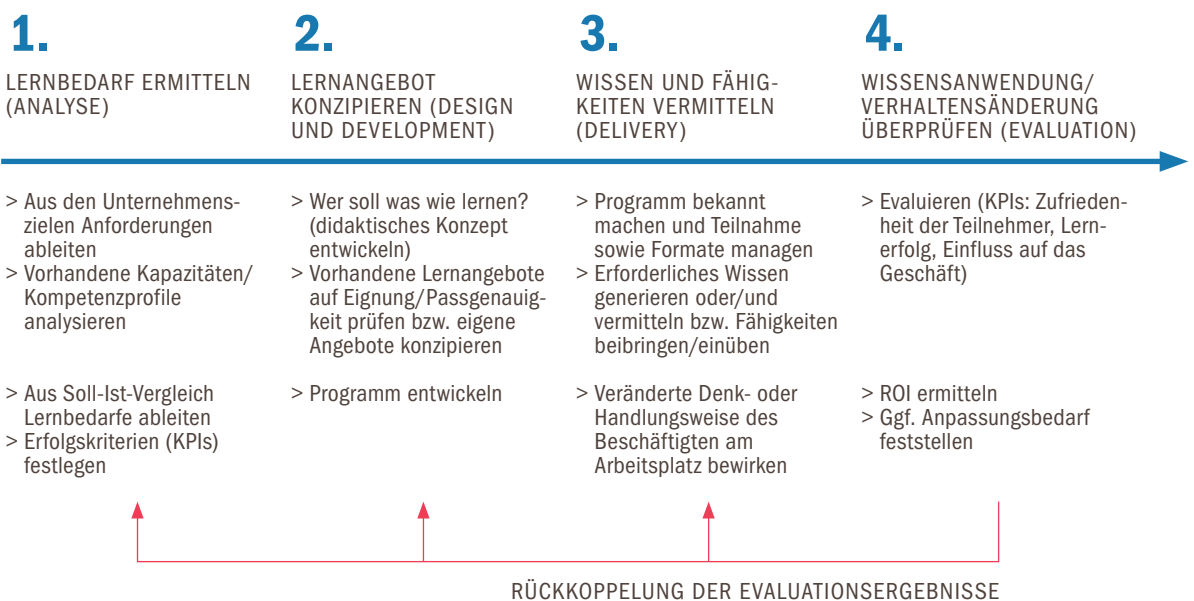 1.
LERNBEDARF ERMITTELN
(ANALYSE)
> Aus den Unternehmens-
zielen Anforderungen
ableiten
> Vorhandene Kapazitäten/
Kompetenzprofile
analysieren
> Aus Soll-Ist-Vergleich
Lernbedarfe ableiten
> Erfolgskriterien (KPIs)
festlegen
2.
LERNANGEBOT
KONZIPIEREN (DESIGN
UND DEVELOPMENT)
> Wer soll was wie lernen?
(didaktisches Konzept
entwickeln)
> Vorhandene Lernangebote
auf Eignung/Passgenauig-
keit prüfen bzw. eigene
Angebote konzipieren
> Programm entwickeln
3.
WISSEN UND FÄHIG-
KEITEN VERMITTELN
(DELIVERY)
> Programm bekannt
machen und Teilnahme
sowie Formate managen
> Erforderliches Wissen
generieren oder/und
vermitteln bzw. Fähigkeiten
beibringen/einüben
> Veränderte Denk- oder
Handlungsweise des
Beschäftigten am
Arbeitsplatz bewirken
4.
WISSENSANWENDUNG/
VERHALTENSÄNDERUNG
ÜBERPRÜFEN (EVALUATION)
> Evaluieren (KPIs: Zufrieden-
heit der Teilnehmer, Lern-
erfolg, Einfluss auf das
Geschäft)
> ROI ermitteln
> Ggf. Anpassungsbedarf
feststellen
RÜCKKOPPELUNG DER EVALUATIONSERGEBNISSE